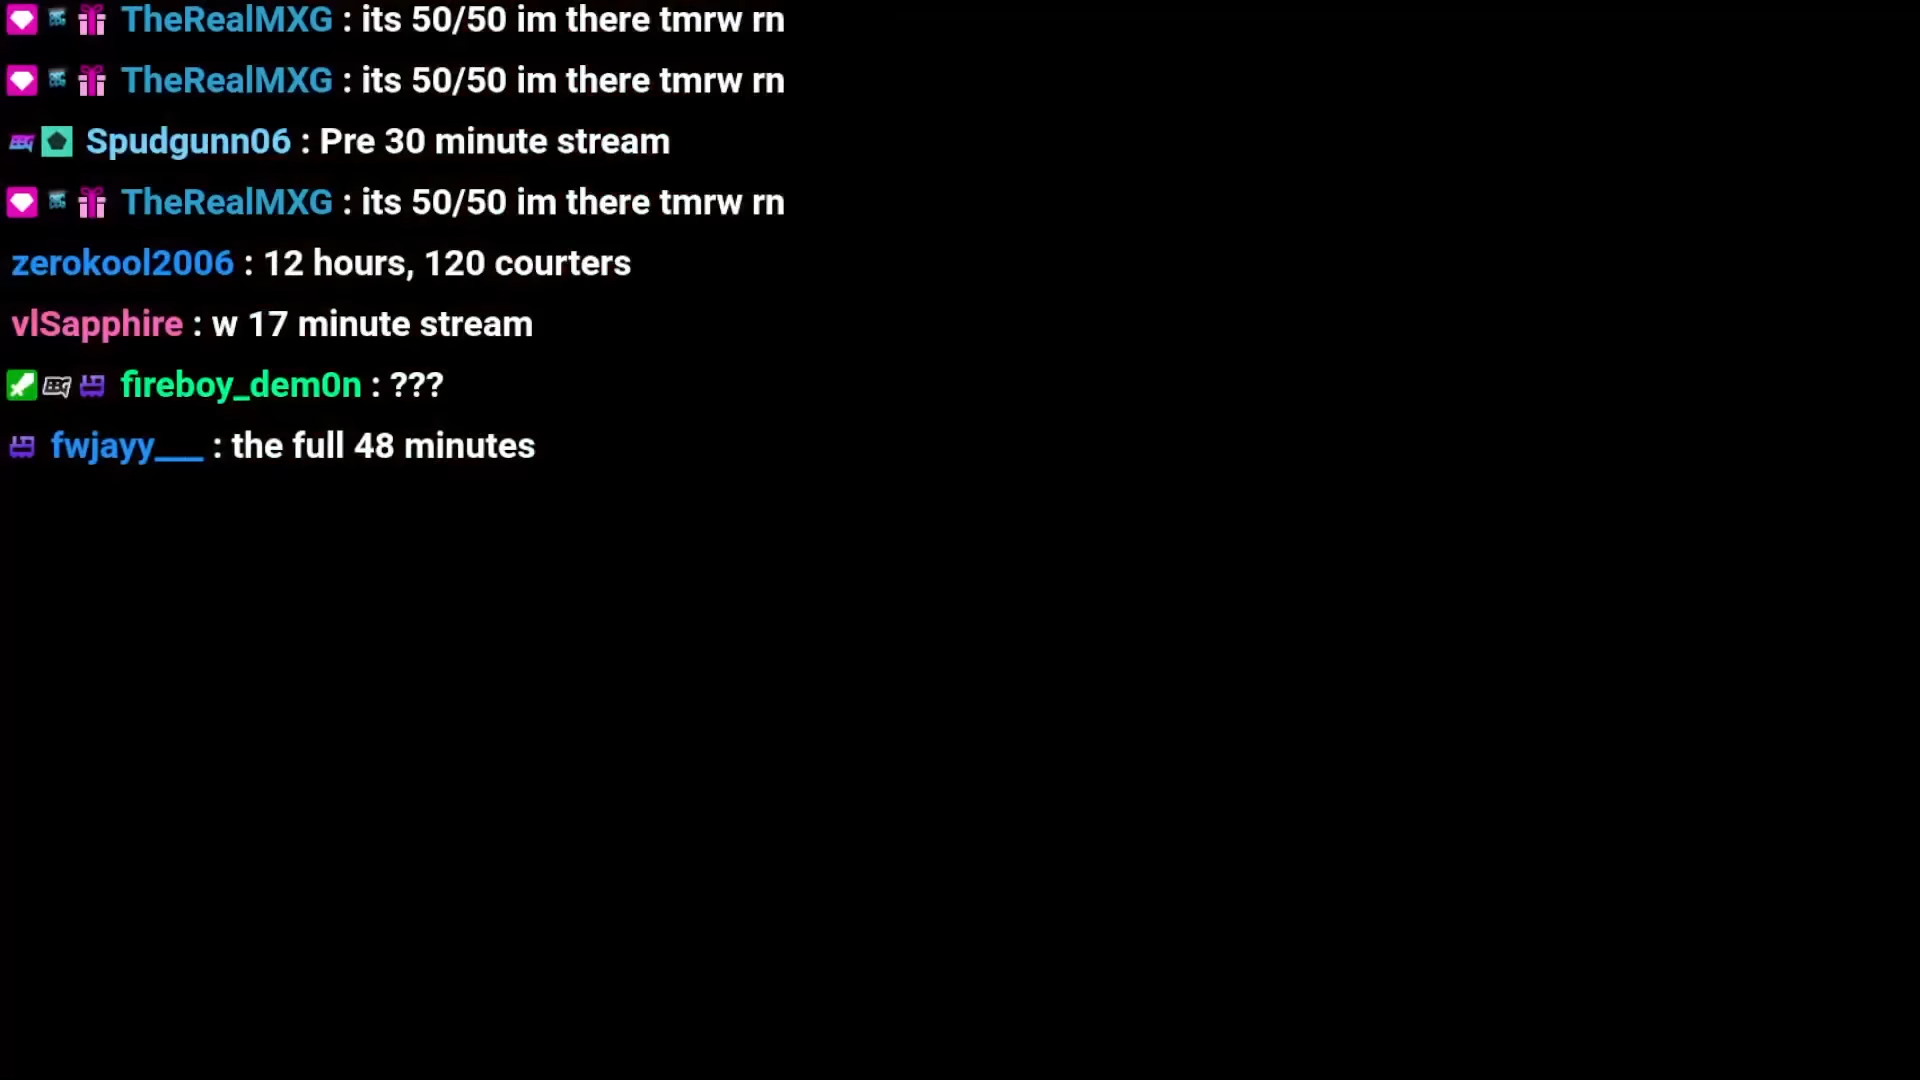 TheRealMXG : its 50/50 im there tmrw rn
TheRealMXG : its 50/50 im there tmrw rn
Spudgunn06 : Pre 30 minute stream
TheRealMXG : its 50/50 im there tmrw rn
zerokool2006 : 12 hours, 120 courters
vlSapphire : w 17 minute stream
fireboy_dem0n : ???
fwjayy___ : the full 48 minutes